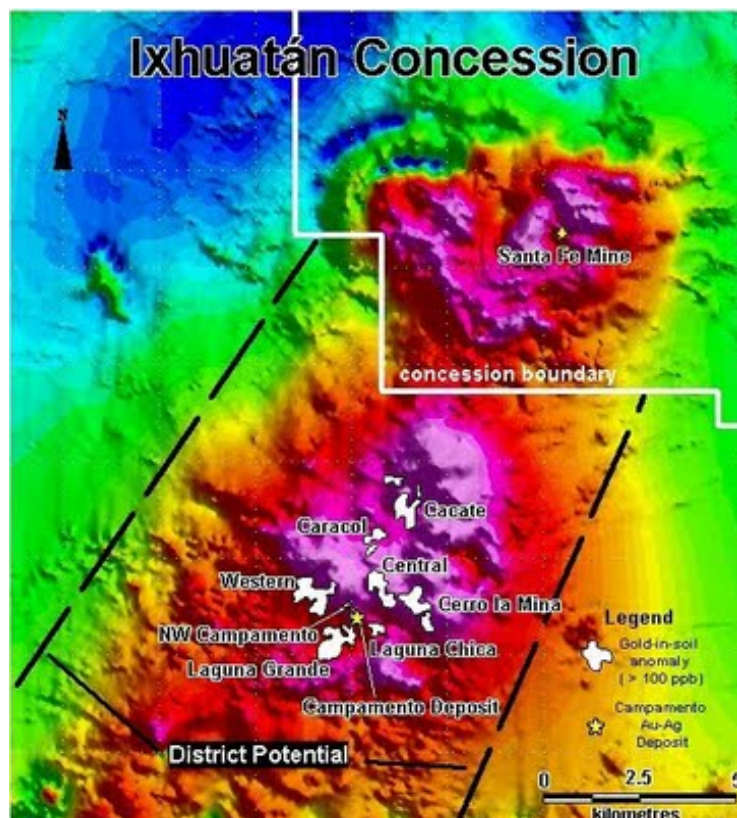 Ixhuatán Concession
N
Santa Fe Mine
concession boundary
Cacate
Caracol
Central
Western
Cerro la Mina
NW Campamento
Laguna Chica
Laguna Grande
Campamento Deposit
District Potential
Legend
Gold-in-soil
anomaly
( > 100 ppb)
Campamento
Au-Ag
Deposit
0 2.5 5
kilometres